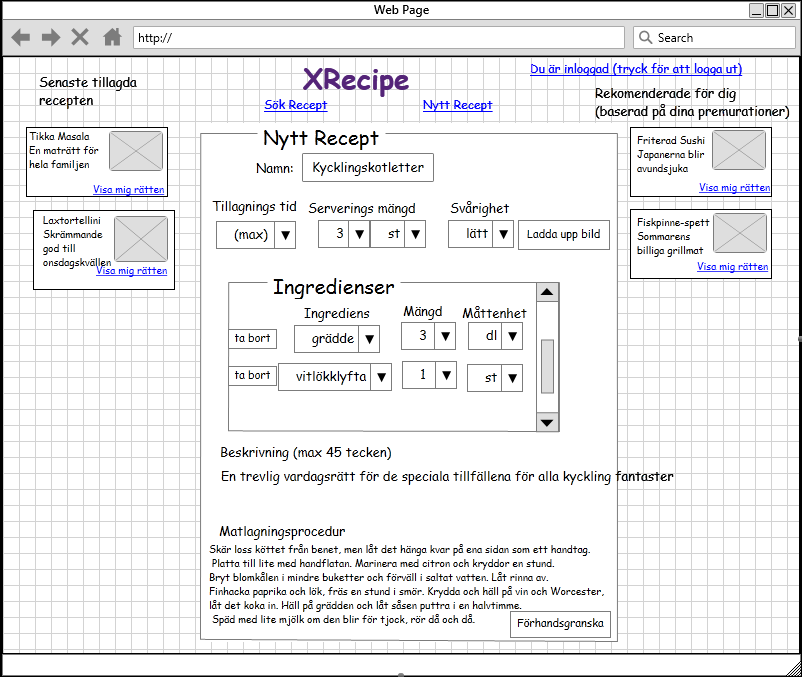 Web Page
http://
Search
Du är inloggad (tryck för att logga ut)
XRecipe
Sök Recept
Nytt Recept
Senaste tillagda
recepten
Tikka Masala
En maträtt för
hela familjen
Visa mig rätten
Laxtortellini
Skrämmande
god till
onsdagskvällen
Visa mig rätten
Nytt Recept
Namn:
Kycklingskotletter
Tillagnings tid
Serverings mängd
Svårighet
(max)
3
st
lätt
Ladda upp bild
Ingredienser
Ingrediens
Mängd
Måttenhet
ta bort
grädde
3
dl
ta bort
vitlökklyfta
1
st
Beskrivning (max 45 tecken)
En trevlig vardagsrätt för de speciala tillfällena för alla kyckling fantaster
Matlagningsprocedur
Skär loss köttet från benet, men låt det hänga kvar på ena sidan som ett handtag.
Platta till lite med handflatan. Marinera med citron och kryddor en stund.
Bryt blomkålen i mindre buketter och förväll i saltat vatten. Låt rinna av.
Finhacka paprika och lök, fräs en stund i smör. Krydda och häll på vin och Worcester,
låt det koka in. Häll på grädden och låt såsen puttra i en halvtimme.
Späd med lite mjölk om den blir för tjock, rör då och då.
Förhandsgranska
Rekomenderade för dig
(baserad på dina premurationer)
Friterad Sushi
Japanerna blir
avundsjuka
Visa mig rätten
Fiskpinne-spett
Sommarens
billiga grillmat
Visa mig rätten